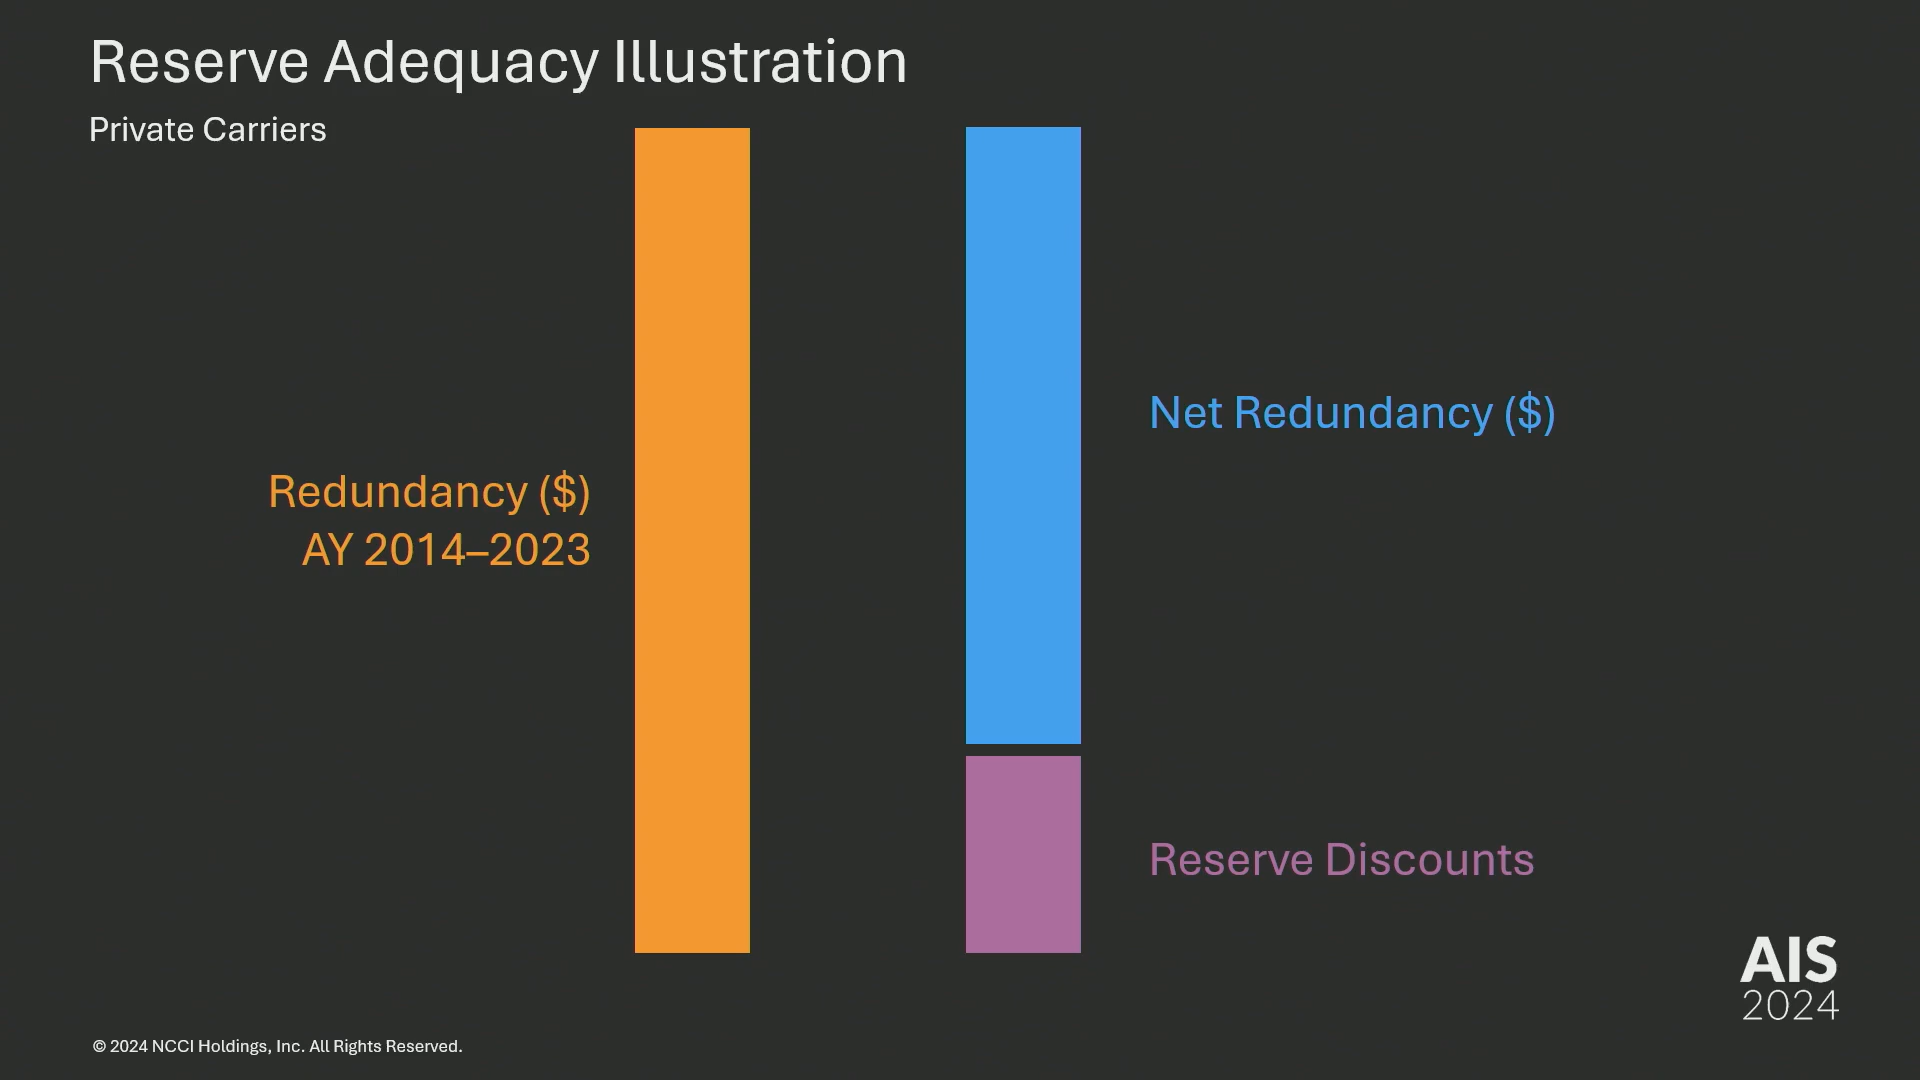 Reserve Adequacy Illustration
Private Carriers
Redundancy ($)
AY 2014–2023
Net Redundancy ($)
Reserve Discounts
AIS
2024
© 2024 NCCI Holdings, Inc. All Rights Reserved.